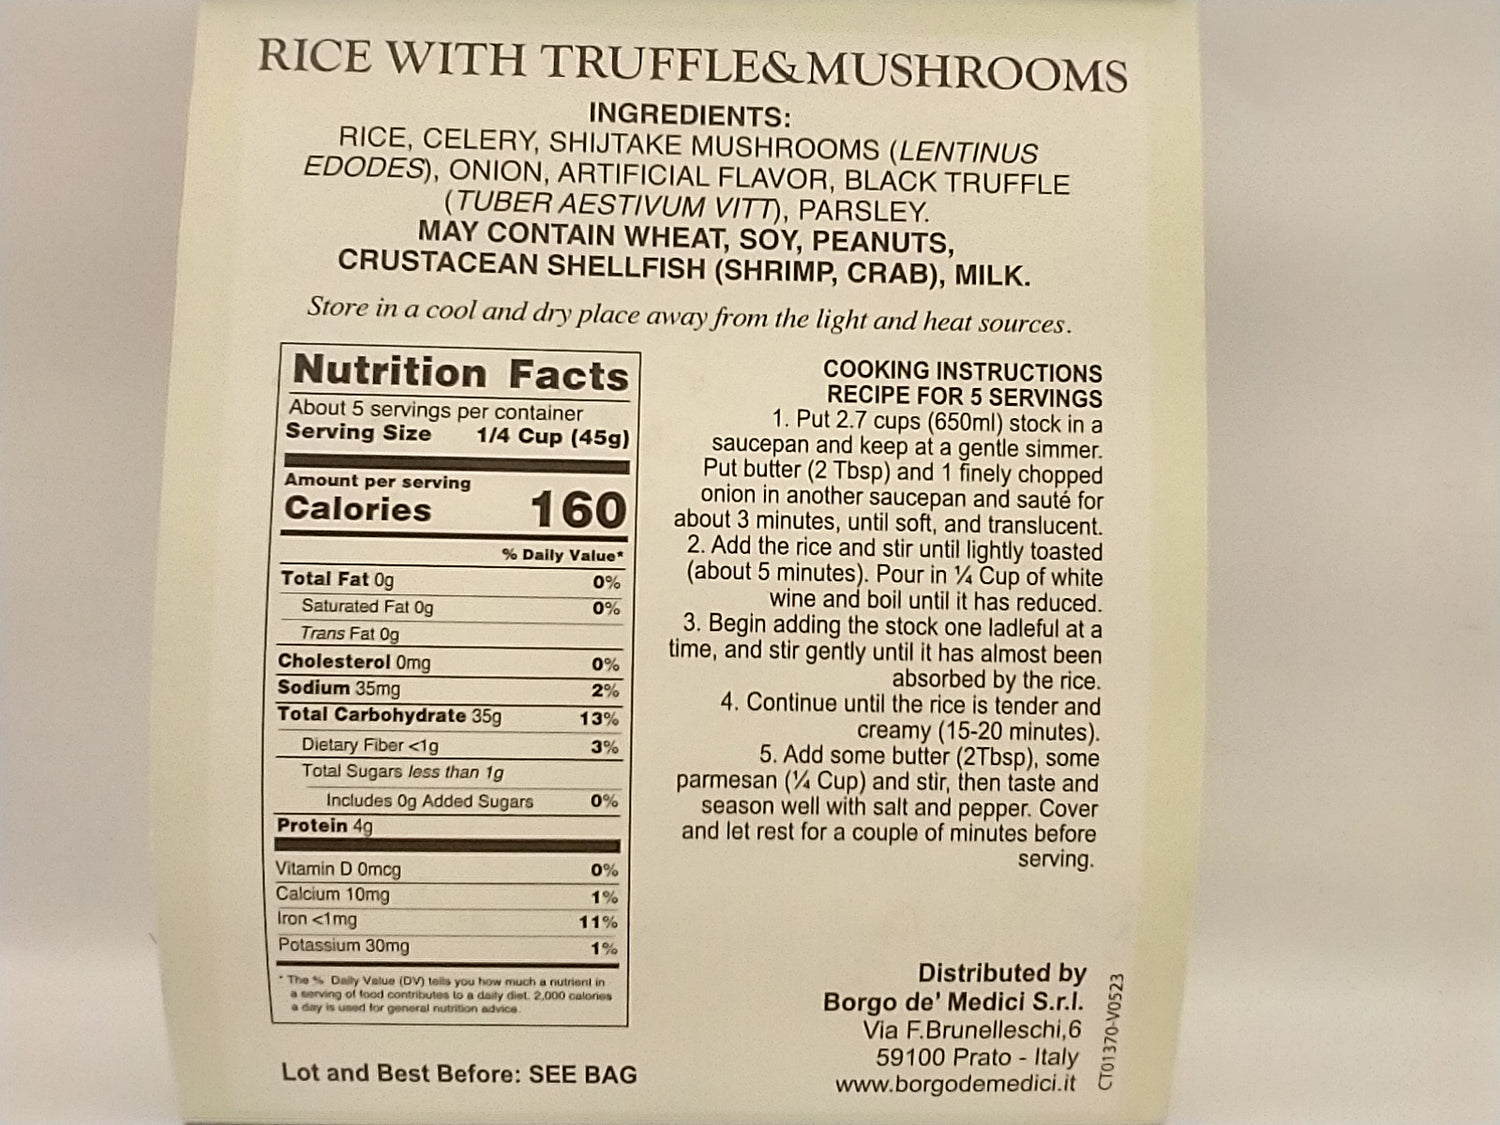 RICE WITH TRUFFLE&MUSHROOMS
INGREDIENTS:
RICE, CELERY, SHIJTAKE MUSHROOMS (LENTINUS
EDODES), ONION, ARTIFICIAL FLAVOR, BLACK TRUFFLE
(TUBER AESTIVUM VITT), PARSLEY.
MAY CONTAIN WHEAT, SOY, PEANUTS,
CRUSTACEAN SHELLFISH (SHRIMP, CRAB), MILK.
Store in a cool and dry place away from the light and heat sources.
Nutrition Facts
About 5 servings per container
Serving Size 1/4 Cup (45g)
Amount per serving
Calories 160
% Daily Value*
Total Fat 0g 0%
Saturated Fat 0g 0%
Trans Fat 0g
Cholesterol 0mg 0%
Sodium 35mg 2%
Total Carbohydrate 35g 13%
Dietary Fiber <1g 3%
Total Sugars less than 1g
Includes 0g Added Sugars 0%
Protein 4g
Vitamin D 0mcg 0%
Calcium 10mg 1%
Iron <1mg 11%
Potassium 30mg 1%
* The % Daily Value (DV) tells you how much a nutrient in
a serving of food contributes to a daily diet. 2,000 calories
a day is used for general nutrition advice.
Lot and Best Before: SEE BAG
COOKING INSTRUCTIONS
RECIPE FOR 5 SERVINGS
1. Put 2.7 cups (650ml) stock in a
saucepan and keep at a gentle simmer.
Put butter (2 Tbsp) and 1 finely chopped
onion in another saucepan and sauté for
about 3 minutes, until soft, and translucent.
2. Add the rice and stir until lightly toasted
(about 5 minutes). Pour in ¼ Cup of white
wine and boil until it has reduced.
3. Begin adding the stock one ladleful at a
time, and stir gently until it has almost been
absorbed by the rice.
4. Continue until the rice is tender and
creamy (15-20 minutes).
5. Add some butter (2Tbsp), some
parmesan (¼ Cup) and stir, then taste and
season well with salt and pepper. Cover
and let rest for a couple of minutes before
serving.
Distributed by
Borgo de' Medici S.r.l.
Via F.Brunelleschi,6
59100 Prato - Italy
www.borgodemedici.it
CT01370-V0523